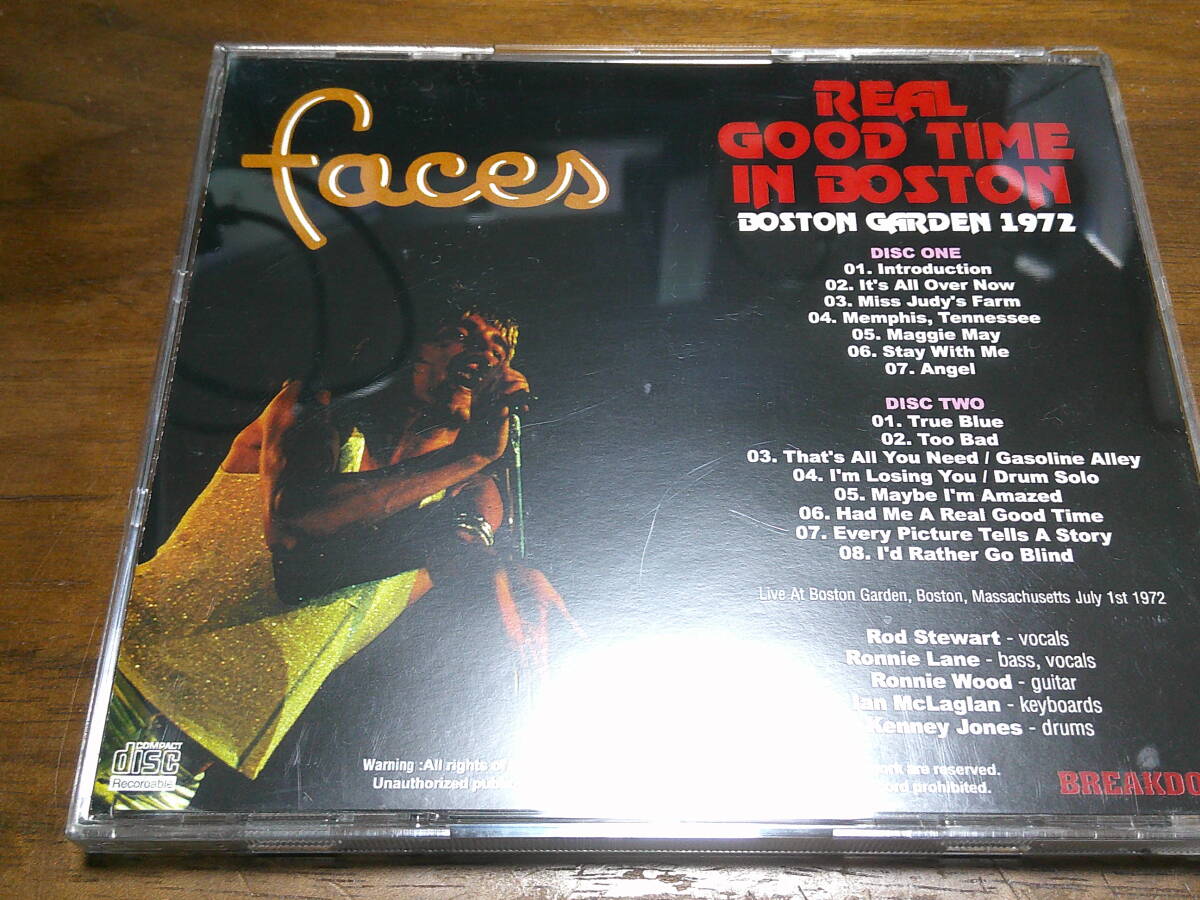 faces
REAL
GOOD TIME
IN BOSTON
BOSTON GARDEN 1972
DISC ONE
01. Introduction
02. It's All Over Now
03. Miss Judy's Farm
04. Memphis, Tennessee
05. Maggie May
06. Stay With Me
07. Angel
DISC TWO
01. True Blue
02. Too Bad
03. That's All You Need / Gasoline Alley
04. I'm Losing You / Drum Solo
05. Maybe I'm Amazed
06. Had Me A Real Good Time
07. Every Picture Tells A Story
08. I'd Rather Go Blind
Live At Boston Garden, Boston, Massachusetts July 1st 1972
Rod Stewart - vocals
Ronnie Lane - bass, vocals
Ronnie Wood - guitar
Ian McLaglan - keyboards
Kenney Jones - drums
Warning :All rights of
are reserved.
Unauthorized
prohibited.
COMPACT
disc
Recordable